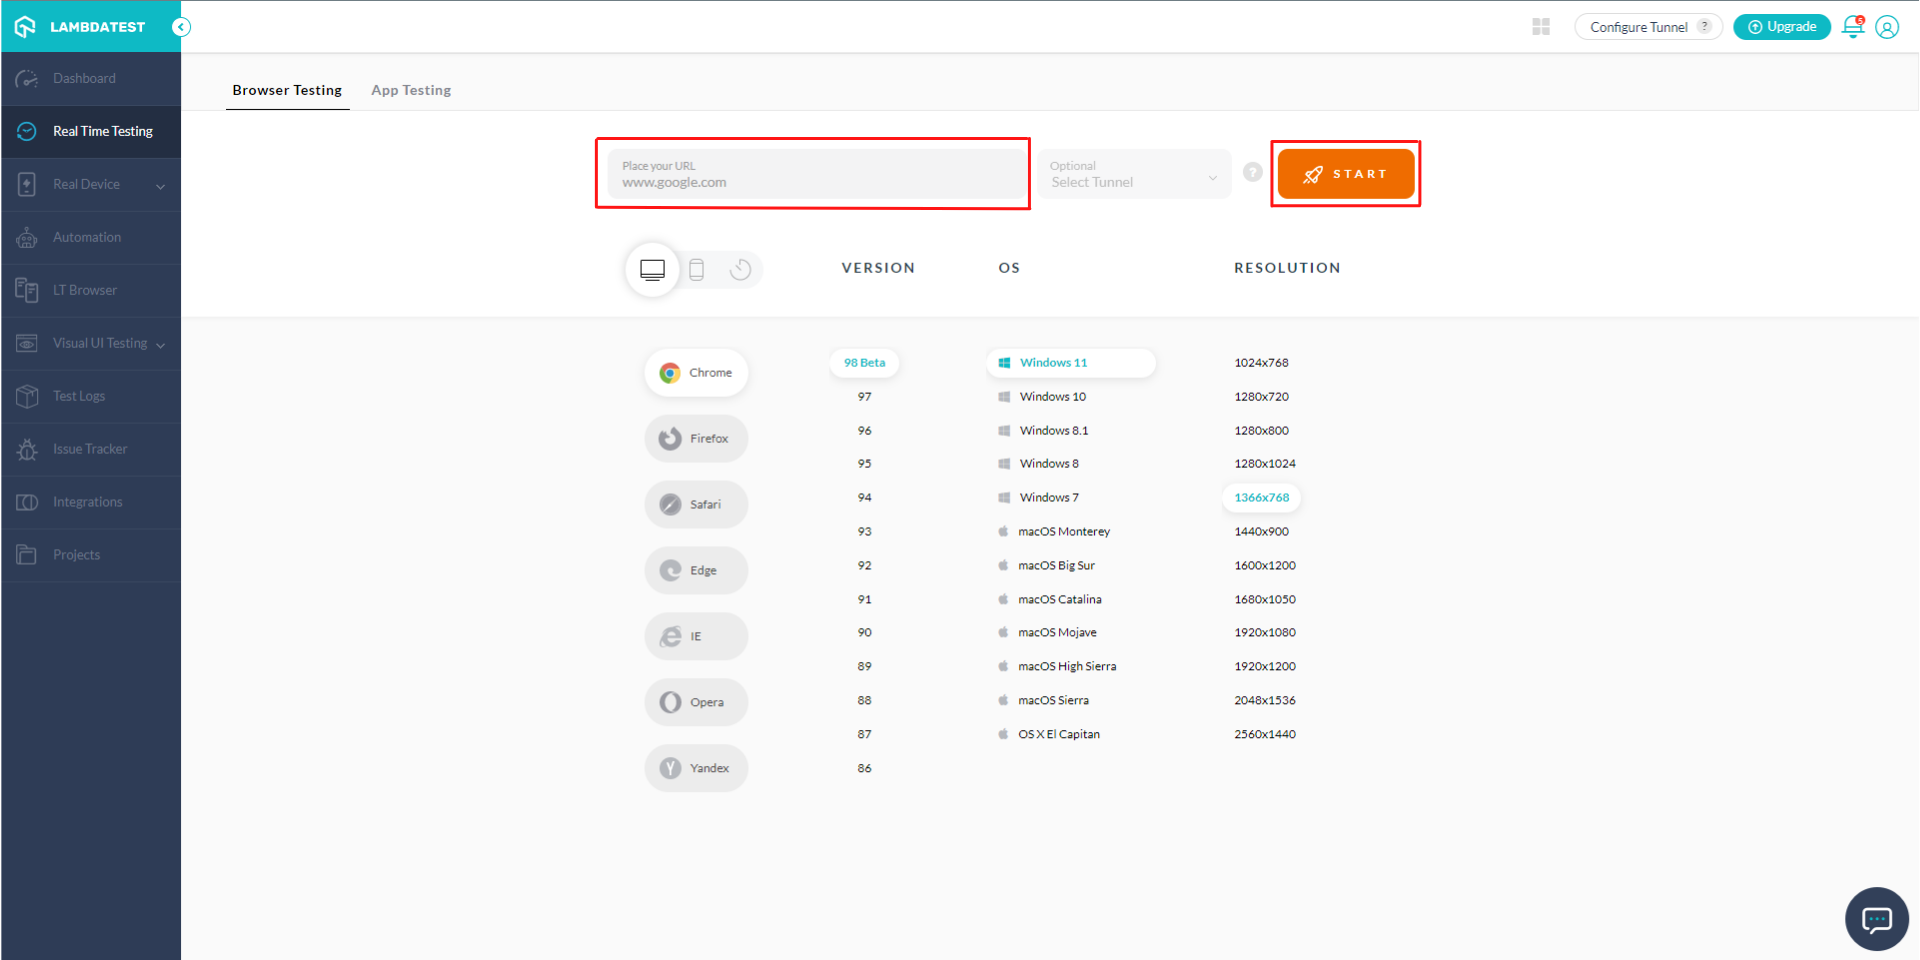 LAMBDATEST
Configure Tunnel ?
Upgrade
5
Dashboard
Real Time Testing
Real Device
Automation
LT Browser
Visual UI Testing
Test Logs
Issue Tracker
Integrations
Projects
Browser Testing
App Testing
Place your URL
www.google.com
Optional
Select Tunnel
?
START
VERSION
OS
RESOLUTION
Chrome
Firefox
Safari
Edge
IE
Opera
Yandex
98 Beta
97
96
95
94
93
92
91
90
89
88
87
86
Windows 11
Windows 10
Windows 8.1
Windows 8
Windows 7
macOS Monterey
macOS Big Sur
macOS Catalina
macOS Mojave
macOS High Sierra
macOS Sierra
OS X El Capitan
1024x768
1280x720
1280x800
1280x1024
1366x768
1440x900
1600x1200
1680x1050
1920x1080
1920x1200
2048x1536
2560x1440